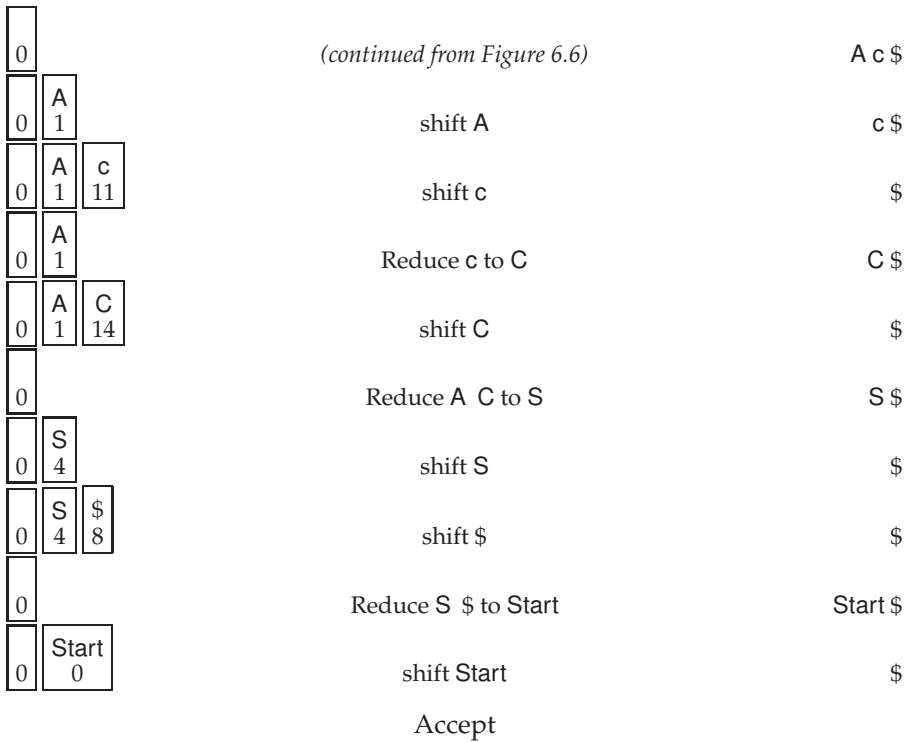 0 (continued from Figure 6.6) A c $
A
0 1 shift A c $
A c
0 1 11 shift c $
A
0 1 Reduce c to C C $
A C
0 1 14 shift C $
0 Reduce A C to S S $
S
0 4 shift S $
S $
0 4 8 shift $ $
0 Reduce S $ to Start Start $
Start
0 0 shift Start $
Accept